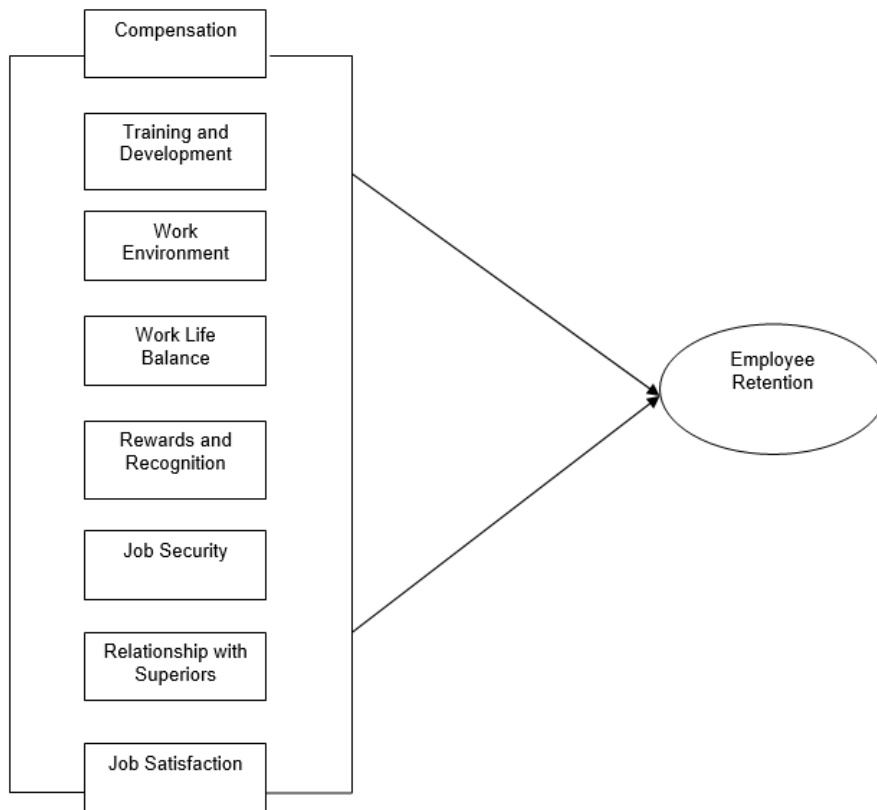 Compensation
Training and
Development
Work
Environment
Work Life
Balance
Rewards and
Recognition
Job Security
Relationship with
Superiors
Job Satisfaction
Employee
Retention